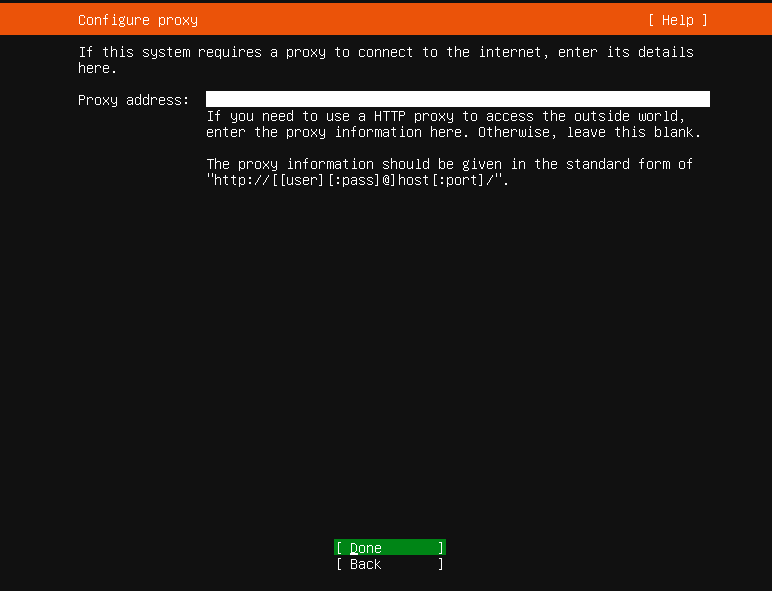 Configure proxy [ Help ]
If this system requires a proxy to connect to the internet, enter its details
here.
Proxy address:
If you need to use a HTTP proxy to access the outside world,
enter the proxy information here. Otherwise, leave this blank.
The proxy information should be given in the standard form of
"http://[[user][:pass]@]host[:port]/".
[ Done ]
[ Back ]